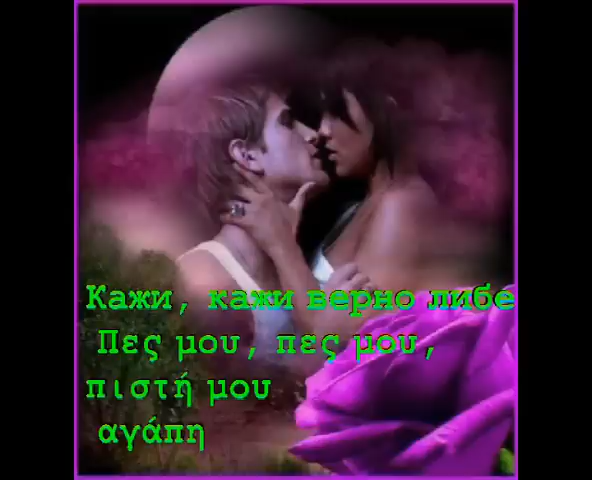 Кажи, кажи верно либе
Πες μου, πες μου,
πιστή μου
αγάπη